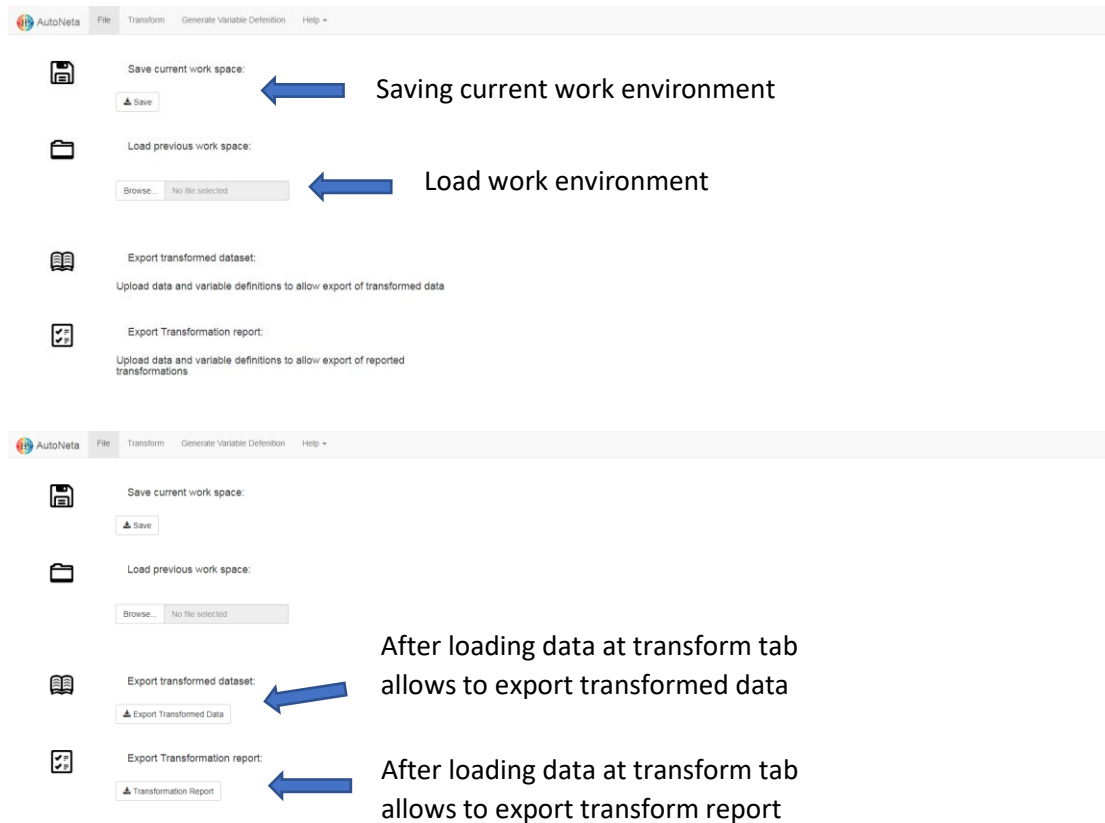 AutoNeta File Transform Generate Variable Defenition Help
Save current work space:
Save
Saving current work environment
Load previous work space:
Browse... No file selected
Load work environment
Export transformed dataset:
Upload data and variable definitions to allow export of transformed data
Export Transformation report:
Upload data and variable definitions to allow export of reported
transformations
AutoNeta File Transform Generate Variable Defenition Help
Save current work space:
Save
Load previous work space:
Browse... No file selected
After loading data at transform tab
allows to export transformed data
Export transformed dataset:
Export Transformed Data
Export Transformation report:
Transformation Report
After loading data at transform tab
allows to export transform report